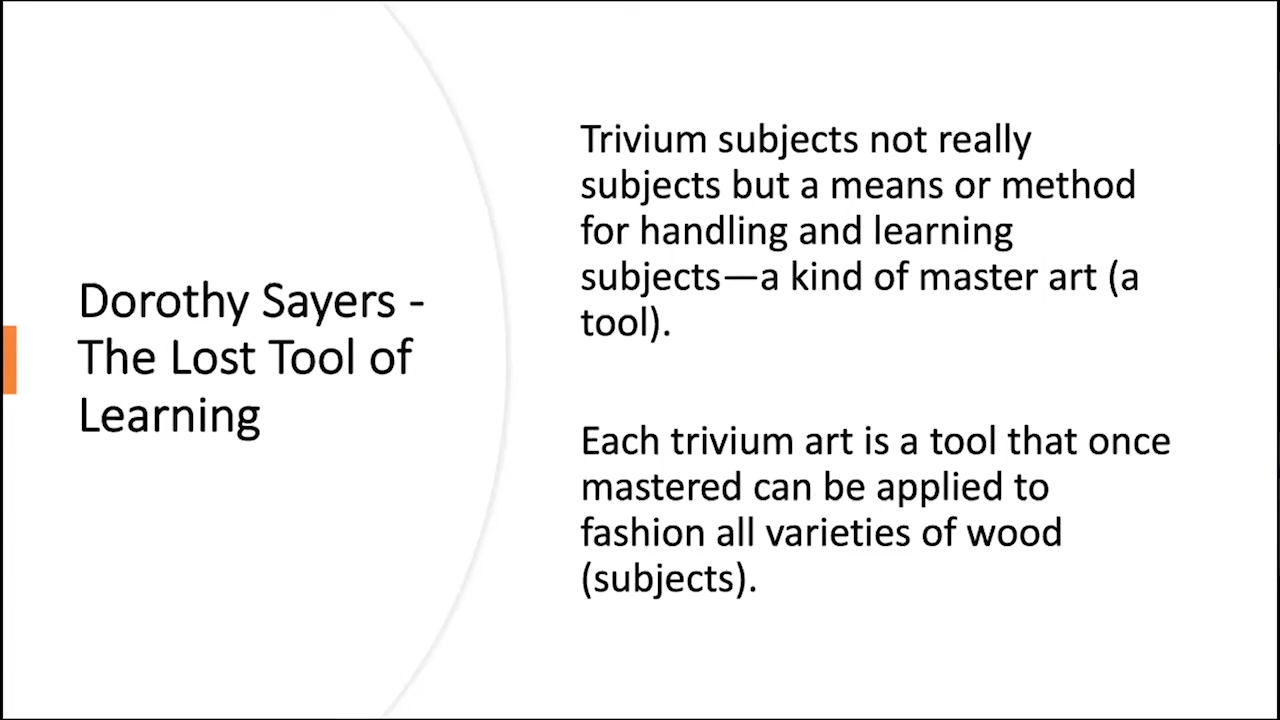 Dorothy Sayers -
The Lost Tool of
Learning
Trivium subjects not really
subjects but a means or method
for handling and learning
subjects—a kind of master art (a
tool).
Each trivium art is a tool that once
mastered can be applied to
fashion all varieties of wood
(subjects).